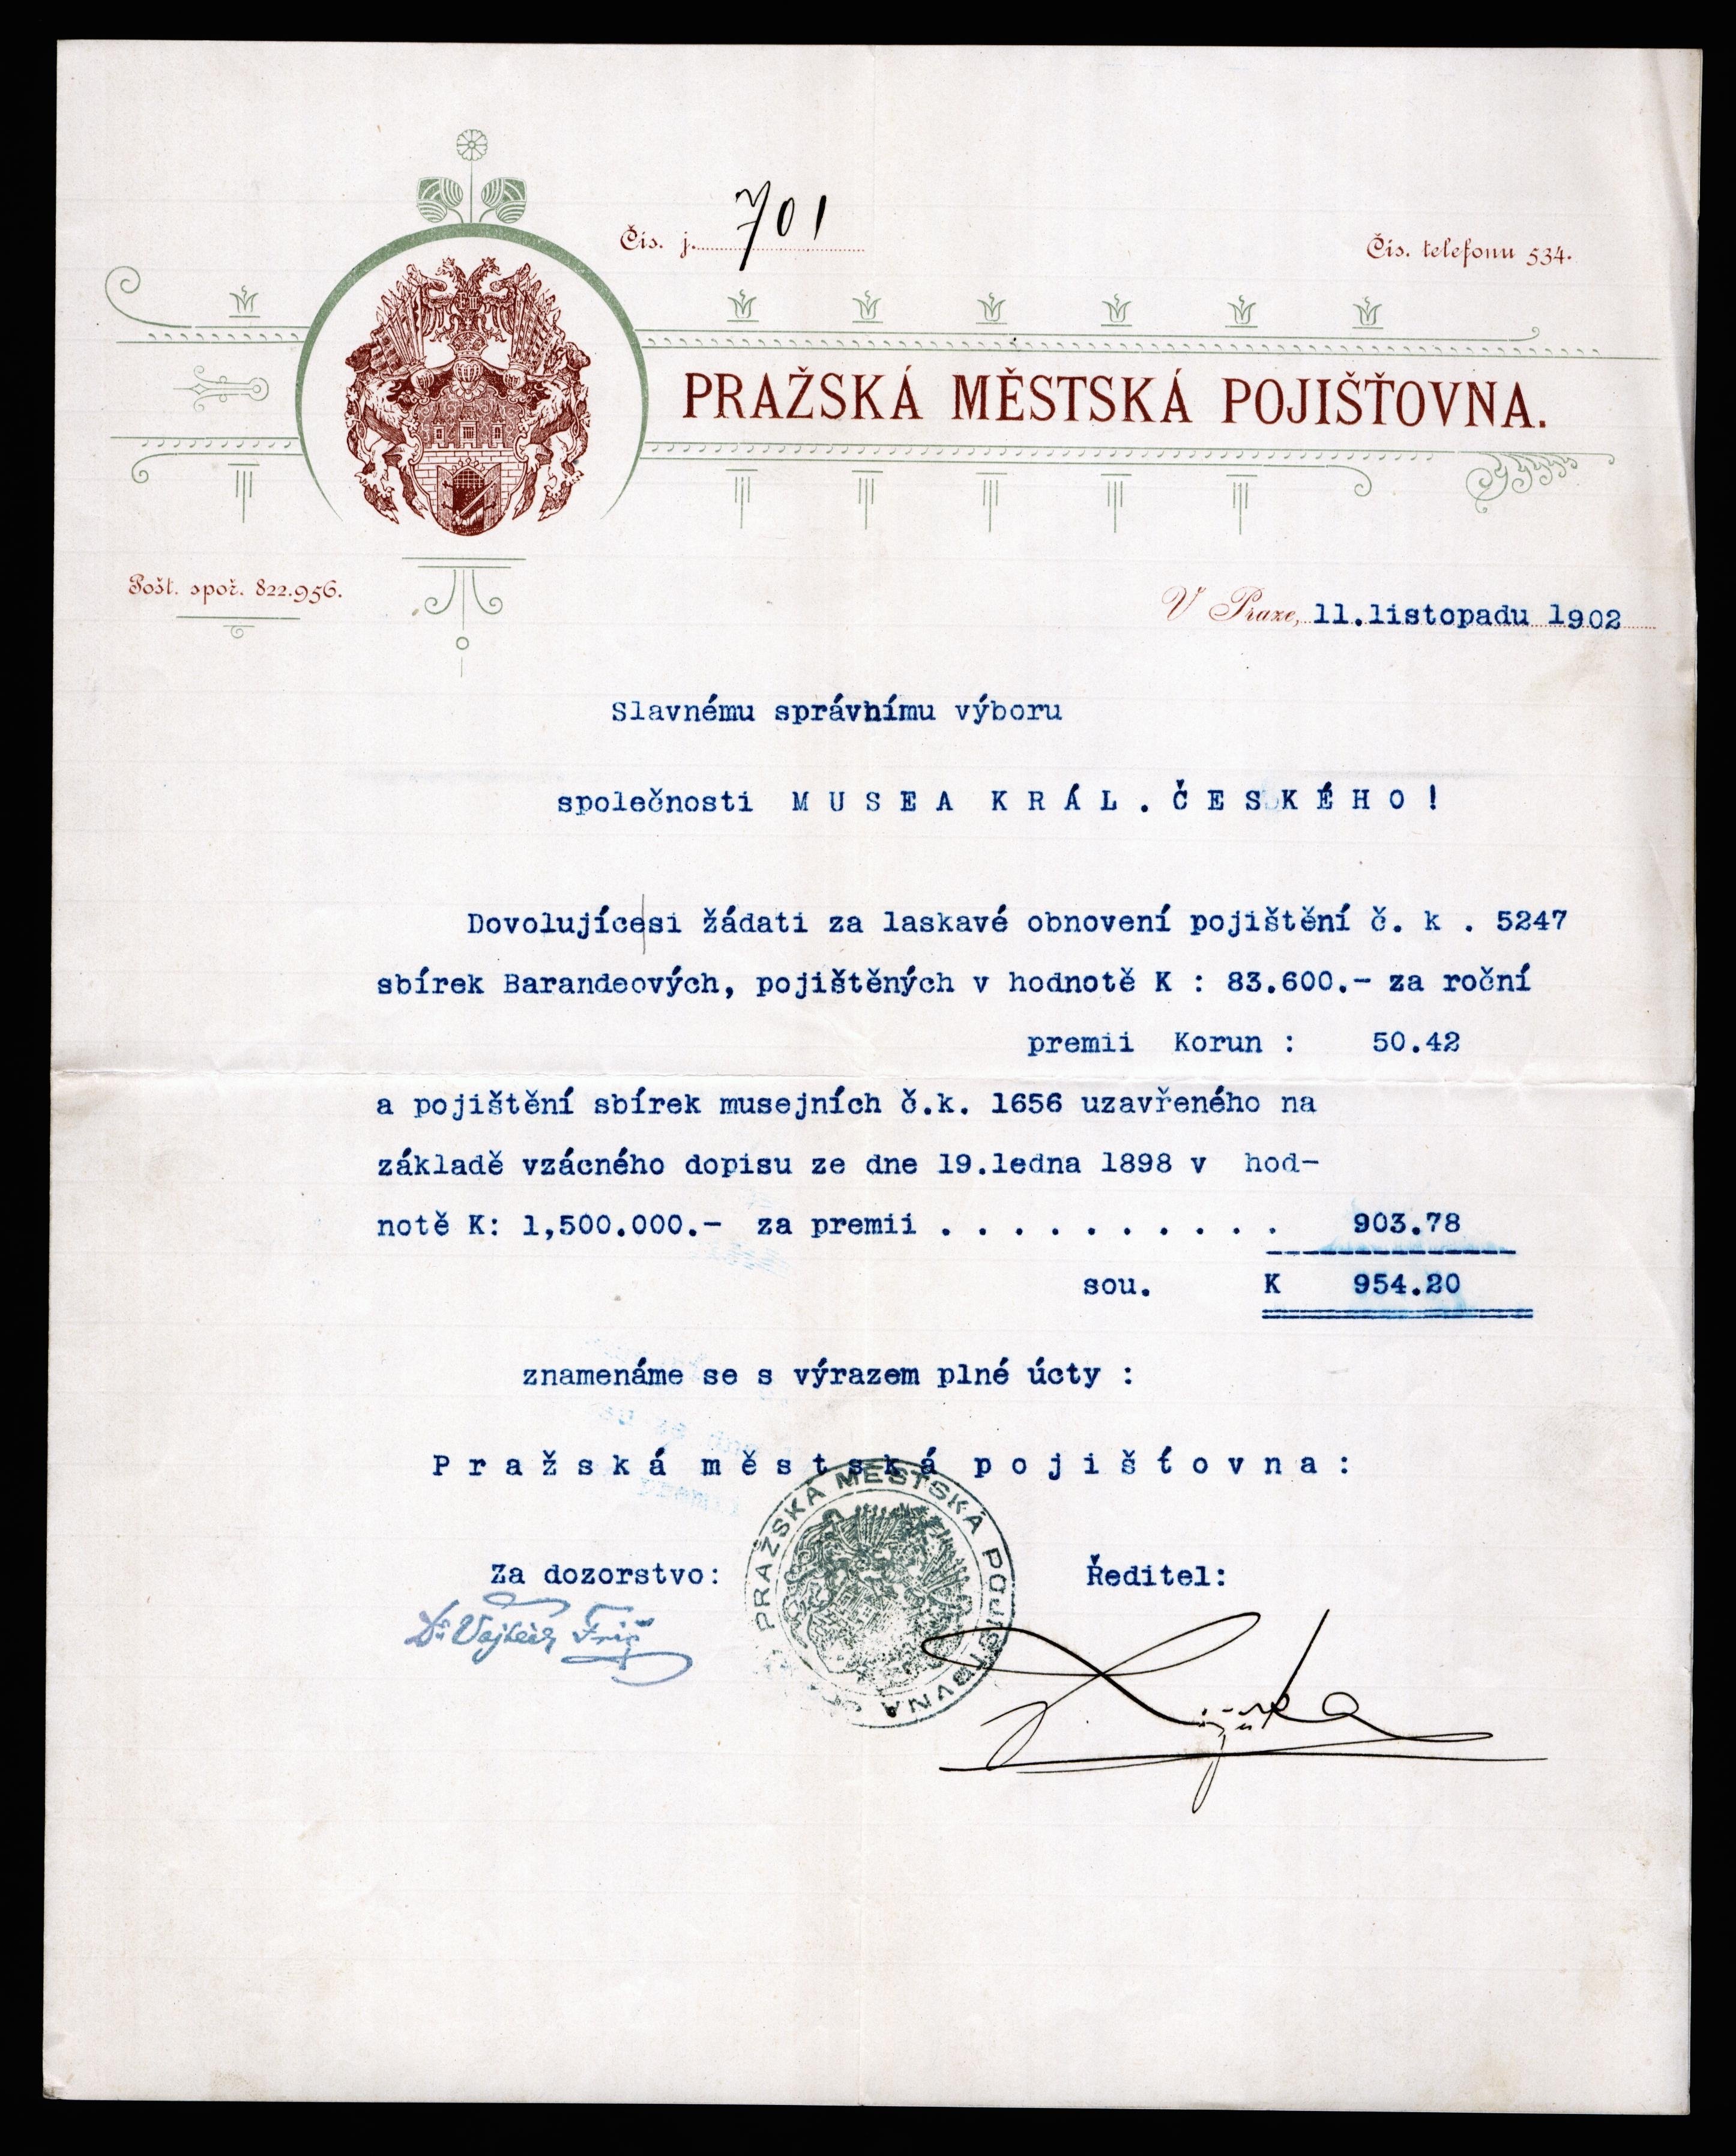 Čís. j. 701
Čís. telefonu 534.
PRAŽSKÁ MĚSTSKÁ POJIŠŤOVNA.
Pošt. spoř. 822.956.
V Praze, 11.listopadu 1902
Slavnému správnímu výboru
společnosti MUSEA KRÁL.ČESKÉHO!
Dovolujícesi žádati za laskavé obnovení pojištění č. k . 5247
sbírek Barandeových, pojištěných v hodnotě K : 83.600.- za roční
premii Korun : 50.42
a pojištění sbírek musejních č.k. 1656 uzavřeného na
základě vzácného dopisu ze dne 19.ledna 1898 v hod-
notě K: 1,500.000.- za premii . . . . . . . . . . 903.78
sou. K 954.20
znamenáme se s výrazem plné úcty :
Pražská městská pojišťovna:
PRAŽSKÁ MĚSTSKÁ POJIŠŤOVNA
Za dozorstvo: Ředitel:
Dr Vojtěch Frič